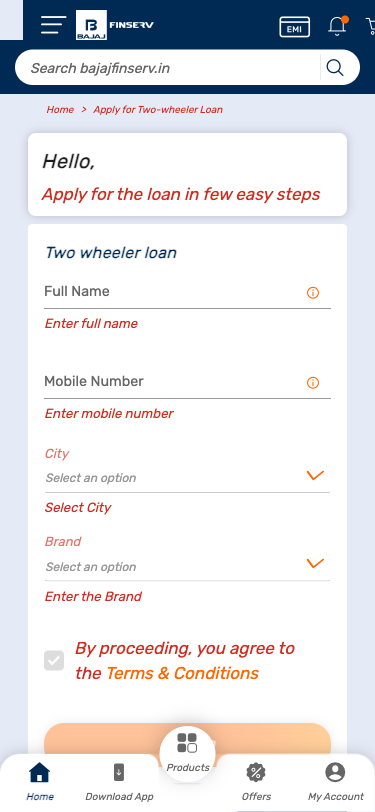 BAJAJ FINSERV
EMI
Search bajajfinserv.in
Home > Apply for Two-wheeler Loan
Hello,
Apply for the loan in few easy steps
Two wheeler loan
Full Name
Enter full name
Mobile Number
Enter mobile number
City
Select an option
Select City
Brand
Select an option
Enter the Brand
By proceeding, you agree to
the Terms & Conditions
Home
Download App
Products
Offers
My Account